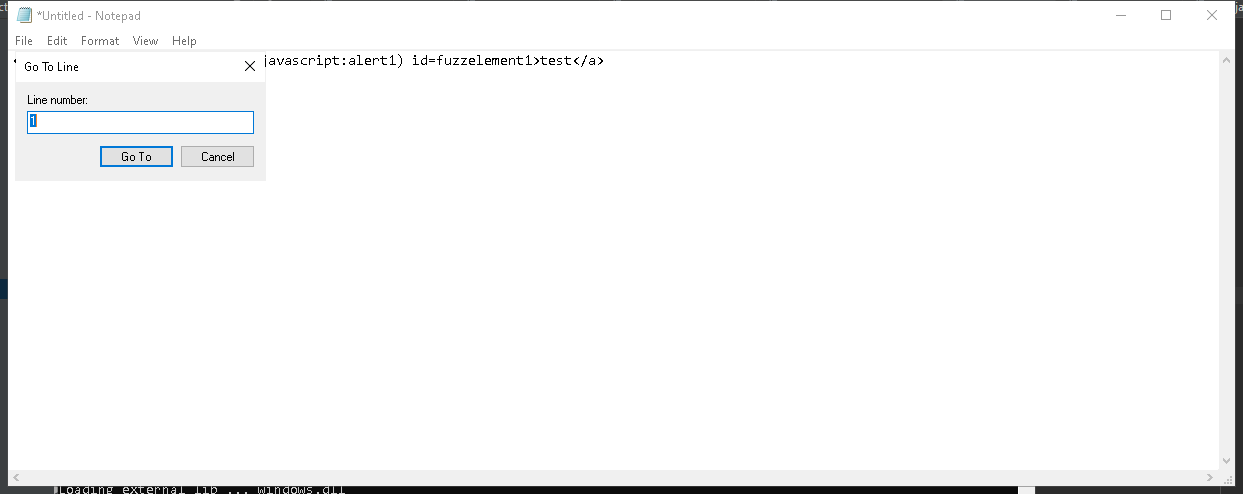 *Untitled - Notepad
File Edit Format View Help
javascript:alert1) id=fuzzelement1>test</a>
Go To Line
Line number:
1
Go To Cancel
Loading external lib ... windows.dll